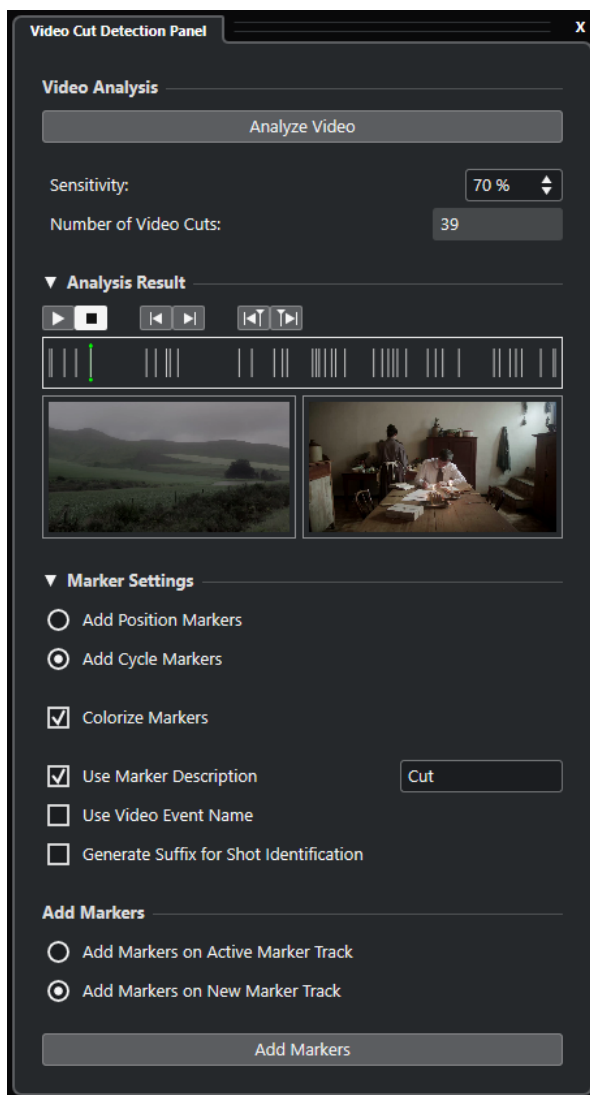 Video Cut Detection Panel
X
Video Analysis
Analyze Video
Sensitivity: 70 %
Number of Video Cuts: 39
Analysis Result
Marker Settings
Add Position Markers
Add Cycle Markers
Colorize Markers
Use Marker Description Cut
Use Video Event Name
Generate Suffix for Shot Identification
Add Markers
Add Markers on Active Marker Track
Add Markers on New Marker Track
Add Markers